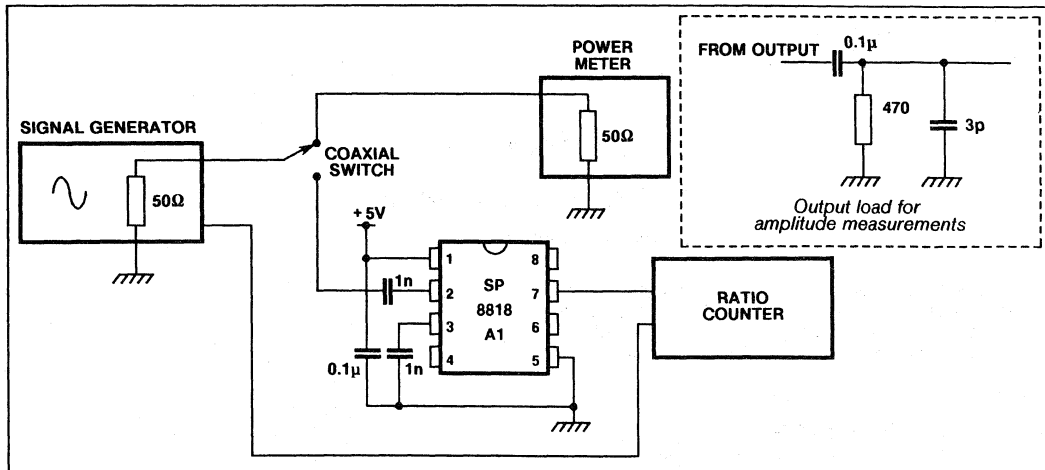 SIGNAL GENERATOR
50Ω
COAXIAL
SWITCH
POWER
METER
50Ω
FROM OUTPUT
0.1µ
470
3p
Output load for
amplitude measurements
+ 5V
1n
0.1µ
1n
1
2
3
4
SP
8818
A1
8
7
6
5
RATIO
COUNTER